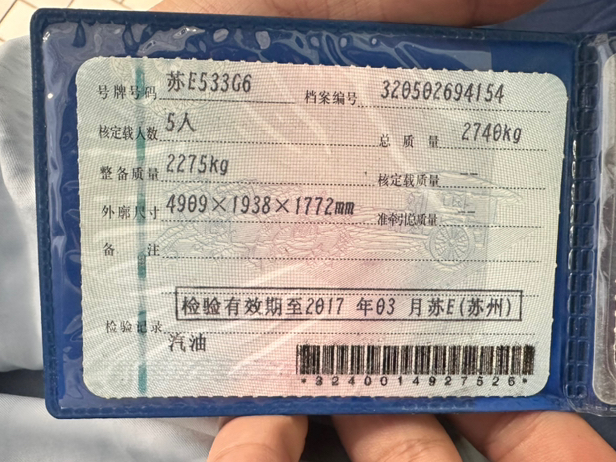 号牌号码 苏E533G6 档案编号 320502694154
核定载人数 5人 总质量 2740kg
整备质量 2275kg 核定载质量 --
外廓尺寸 4909×1938×1772mm 准牵引总质量 --
备注
检验有效期至2017 年03 月苏E(苏州)
检验记录
汽油
*3240014927526*